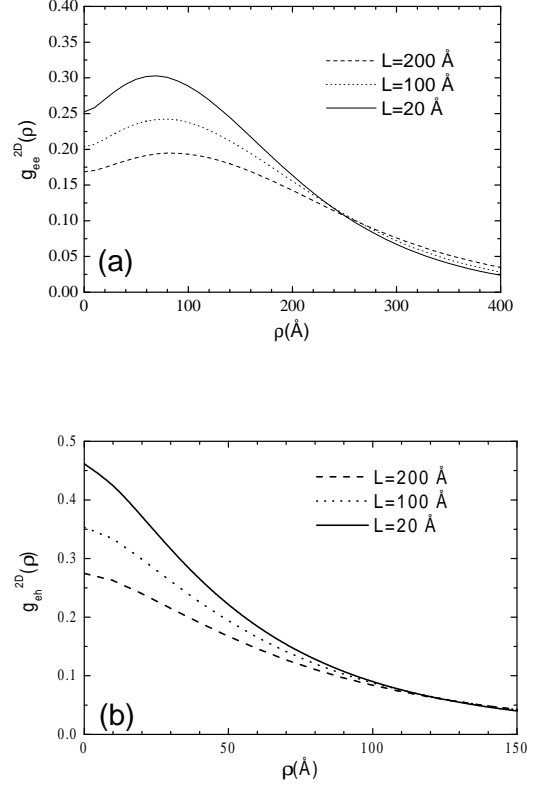 0.40
0.35
0.30
0.25
0.20
0.15
0.10
0.05
0.00
g_ee^2D(ρ)
L=200 Å
L=100 Å
L=20 Å
(a)
0 100 200 300 400
ρ(Å)
0.5
0.4
0.3
0.2
0.1
0.0
g_eh^2D(ρ)
L=200 Å
L=100 Å
L=20 Å
(b)
0 50 100 150
ρ(Å)